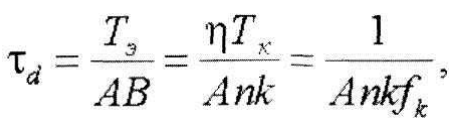 τ_d = T_э / AB = ηT_к / Ank = 1 / Ankf_k,